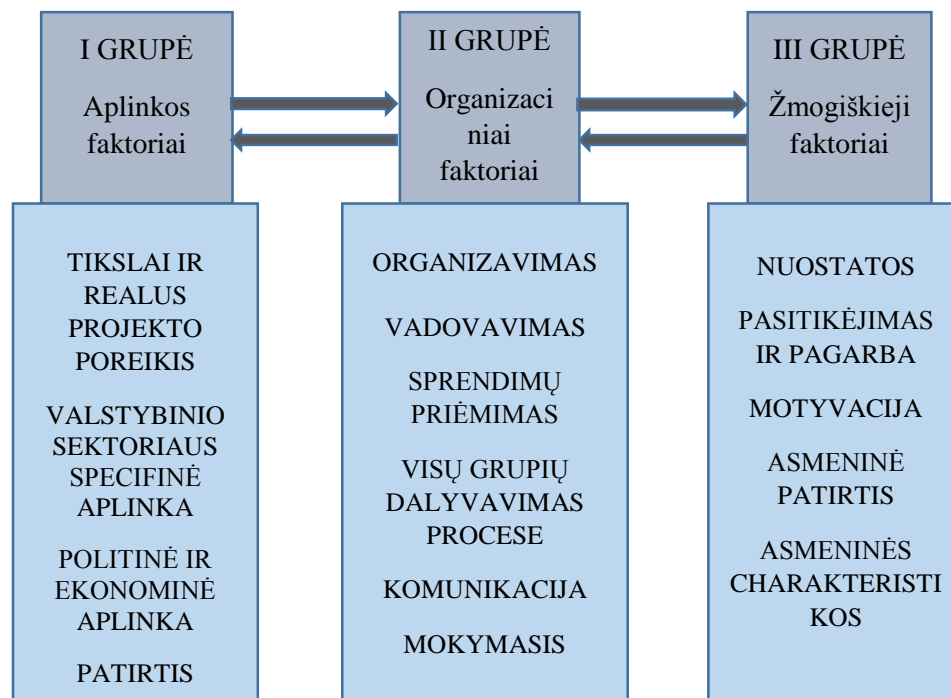 I GRUPĖ
Aplinkos
faktoriai
TIKSLAI IR
REALUS
PROJEKTO
POREIKIS
VALSTYBINIO
SEKTORIAUS
SPECIFINĖ
APLINKA
POLITINĖ IR
EKONOMINĖ
APLINKA
PATIRTIS
II GRUPĖ
Organizaci
niai
faktoriai
ORGANIZAVIMAS
VADOVAVIMAS
SPRENDIMŲ
PRIĖMIMAS
VISŲ GRUPIŲ
DALYVAVIMAS
PROCESE
KOMUNIKACIJA
MOKYMASIS
III GRUPĖ
Žmogiškieji
faktoriai
NUOSTATOS
PASITIKĖJIMAS
IR PAGARBA
MOTYVACIJA
ASMENINĖ
PATIRTIS
ASMENINĖS
CHARAKTERISTI
KOS